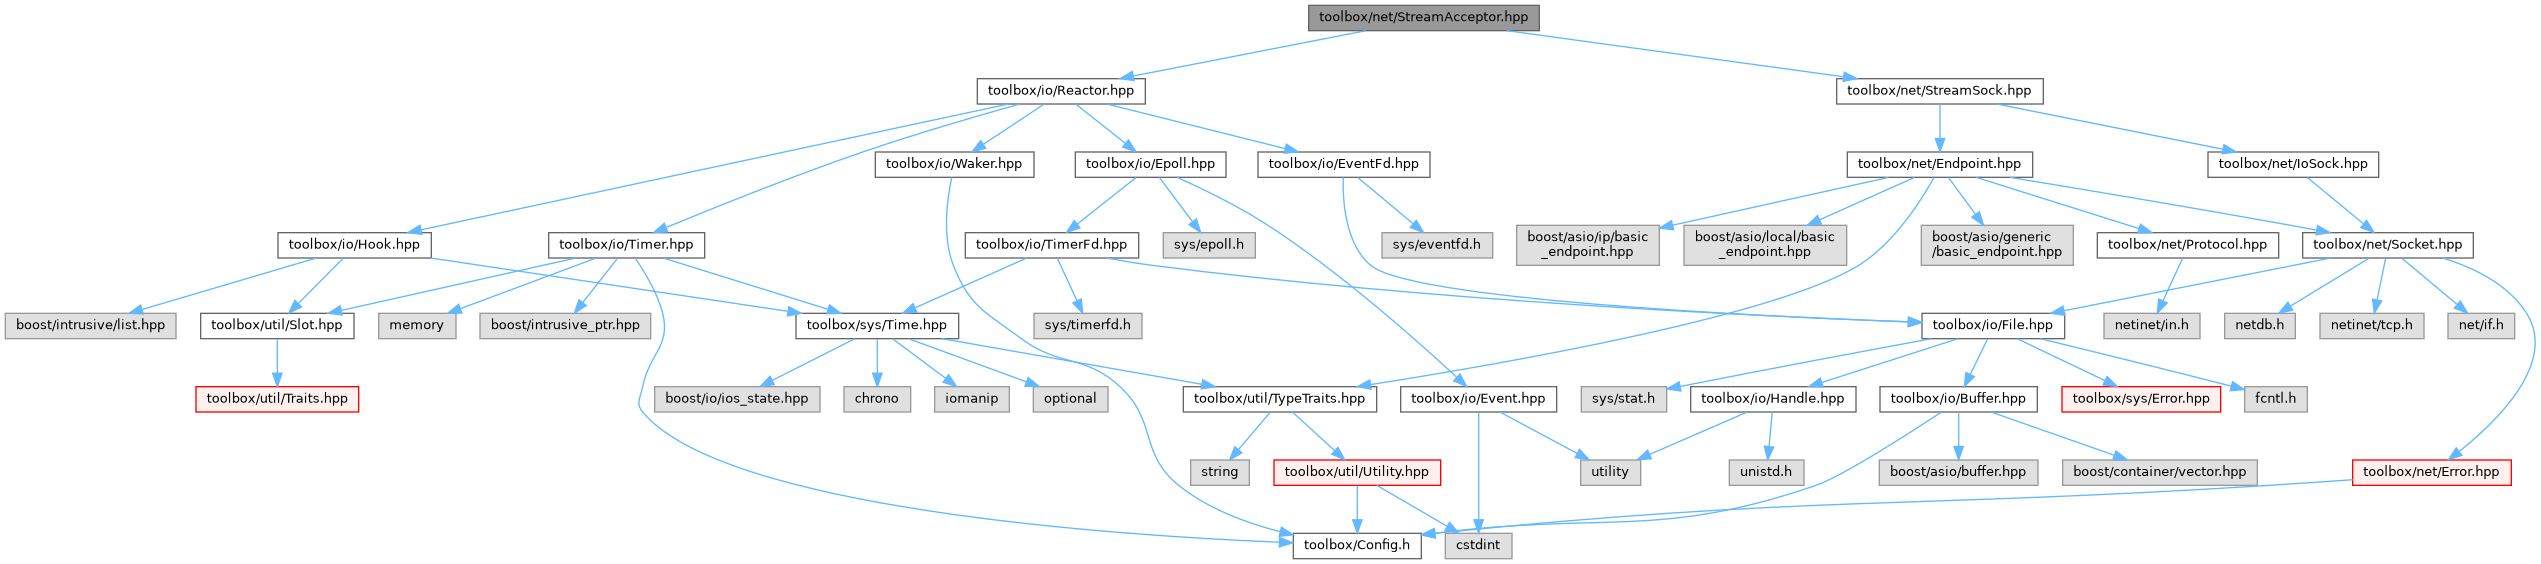 toolbox/net/StreamAcceptor.hpp
toolbox/io/Reactor.hpp
toolbox/net/StreamSock.hpp
toolbox/io/Waker.hpp
toolbox/io/Epoll.hpp
toolbox/io/EventFd.hpp
toolbox/net/Endpoint.hpp
toolbox/net/IoSock.hpp
toolbox/io/Hook.hpp
toolbox/io/Timer.hpp
toolbox/io/TimerFd.hpp
sys/epoll.h
sys/eventfd.h
boost/asio/ip/basic
_endpoint.hpp
boost/asio/local/basic
_endpoint.hpp
boost/asio/generic
/basic_endpoint.hpp
toolbox/net/Protocol.hpp
toolbox/net/Socket.hpp
boost/intrusive/list.hpp
toolbox/util/Slot.hpp
memory
boost/intrusive_ptr.hpp
toolbox/sys/Time.hpp
sys/timerfd.h
toolbox/io/File.hpp
netinet/in.h
netdb.h
netinet/tcp.h
net/if.h
toolbox/util/Traits.hpp
boost/io/ios_state.hpp
chrono
iomanip
optional
toolbox/util/TypeTraits.hpp
toolbox/io/Event.hpp
sys/stat.h
toolbox/io/Handle.hpp
toolbox/io/Buffer.hpp
toolbox/sys/Error.hpp
fcntl.h
string
toolbox/util/Utility.hpp
utility
unistd.h
boost/asio/buffer.hpp
boost/container/vector.hpp
toolbox/net/Error.hpp
toolbox/Config.h
cstdint